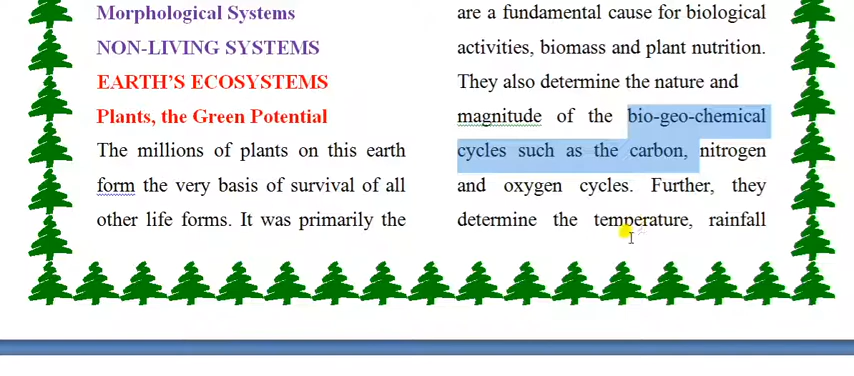 Morphological Systems
NON-LIVING SYSTEMS
EARTH'S ECOSYSTEMS
Plants, the Green Potential
The millions of plants on this earth
form the very basis of survival of all
other life forms. It was primarily the
are a fundamental cause for biological
activities, biomass and plant nutrition.
They also determine the nature and
magnitude of the bio-geo-chemical
cycles such as the carbon, nitrogen
and oxygen cycles. Further, they
determine the temperature, rainfall